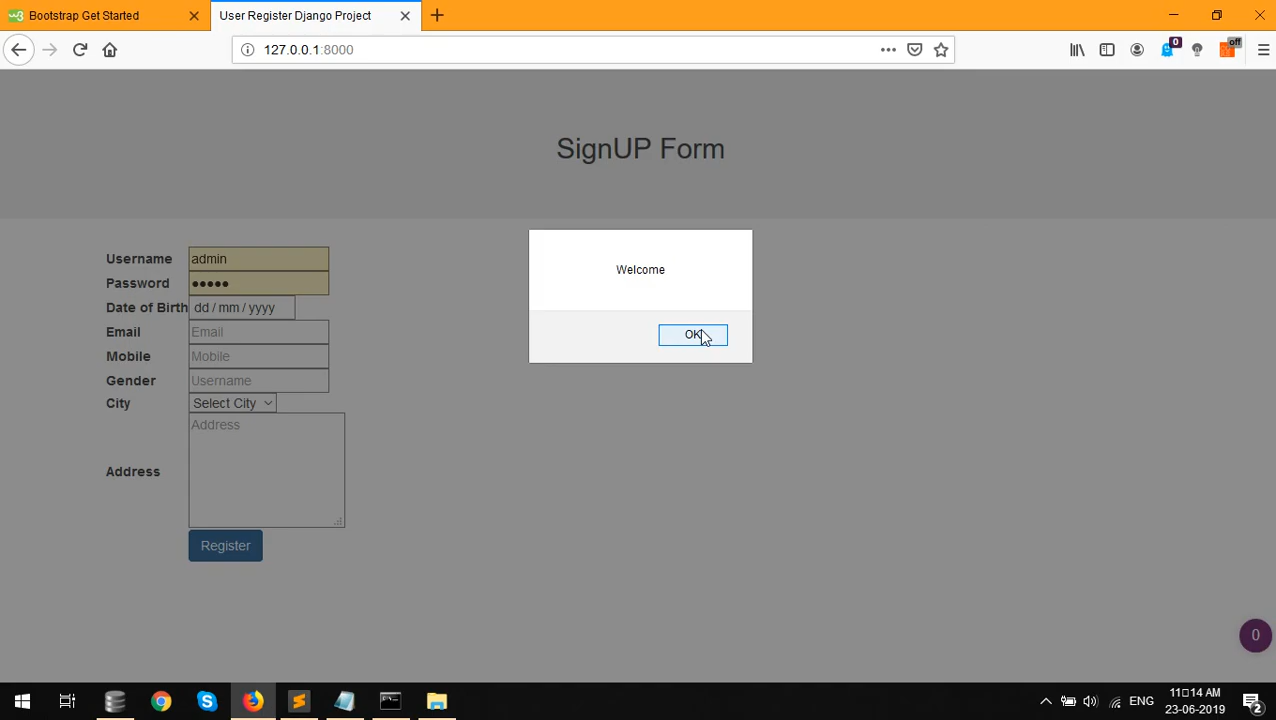 Bootstrap Get Started
User Register Django Project
127.0.0.1:8000
0
off
SignUP Form
Welcome
OK
Username admin
Password •••••
Date of Birth dd / mm / yyyy
Email Email
Mobile Mobile
Gender Username
City Select City
Address Address
Register
0
ENG
11:14 AM
23-06-2019
2